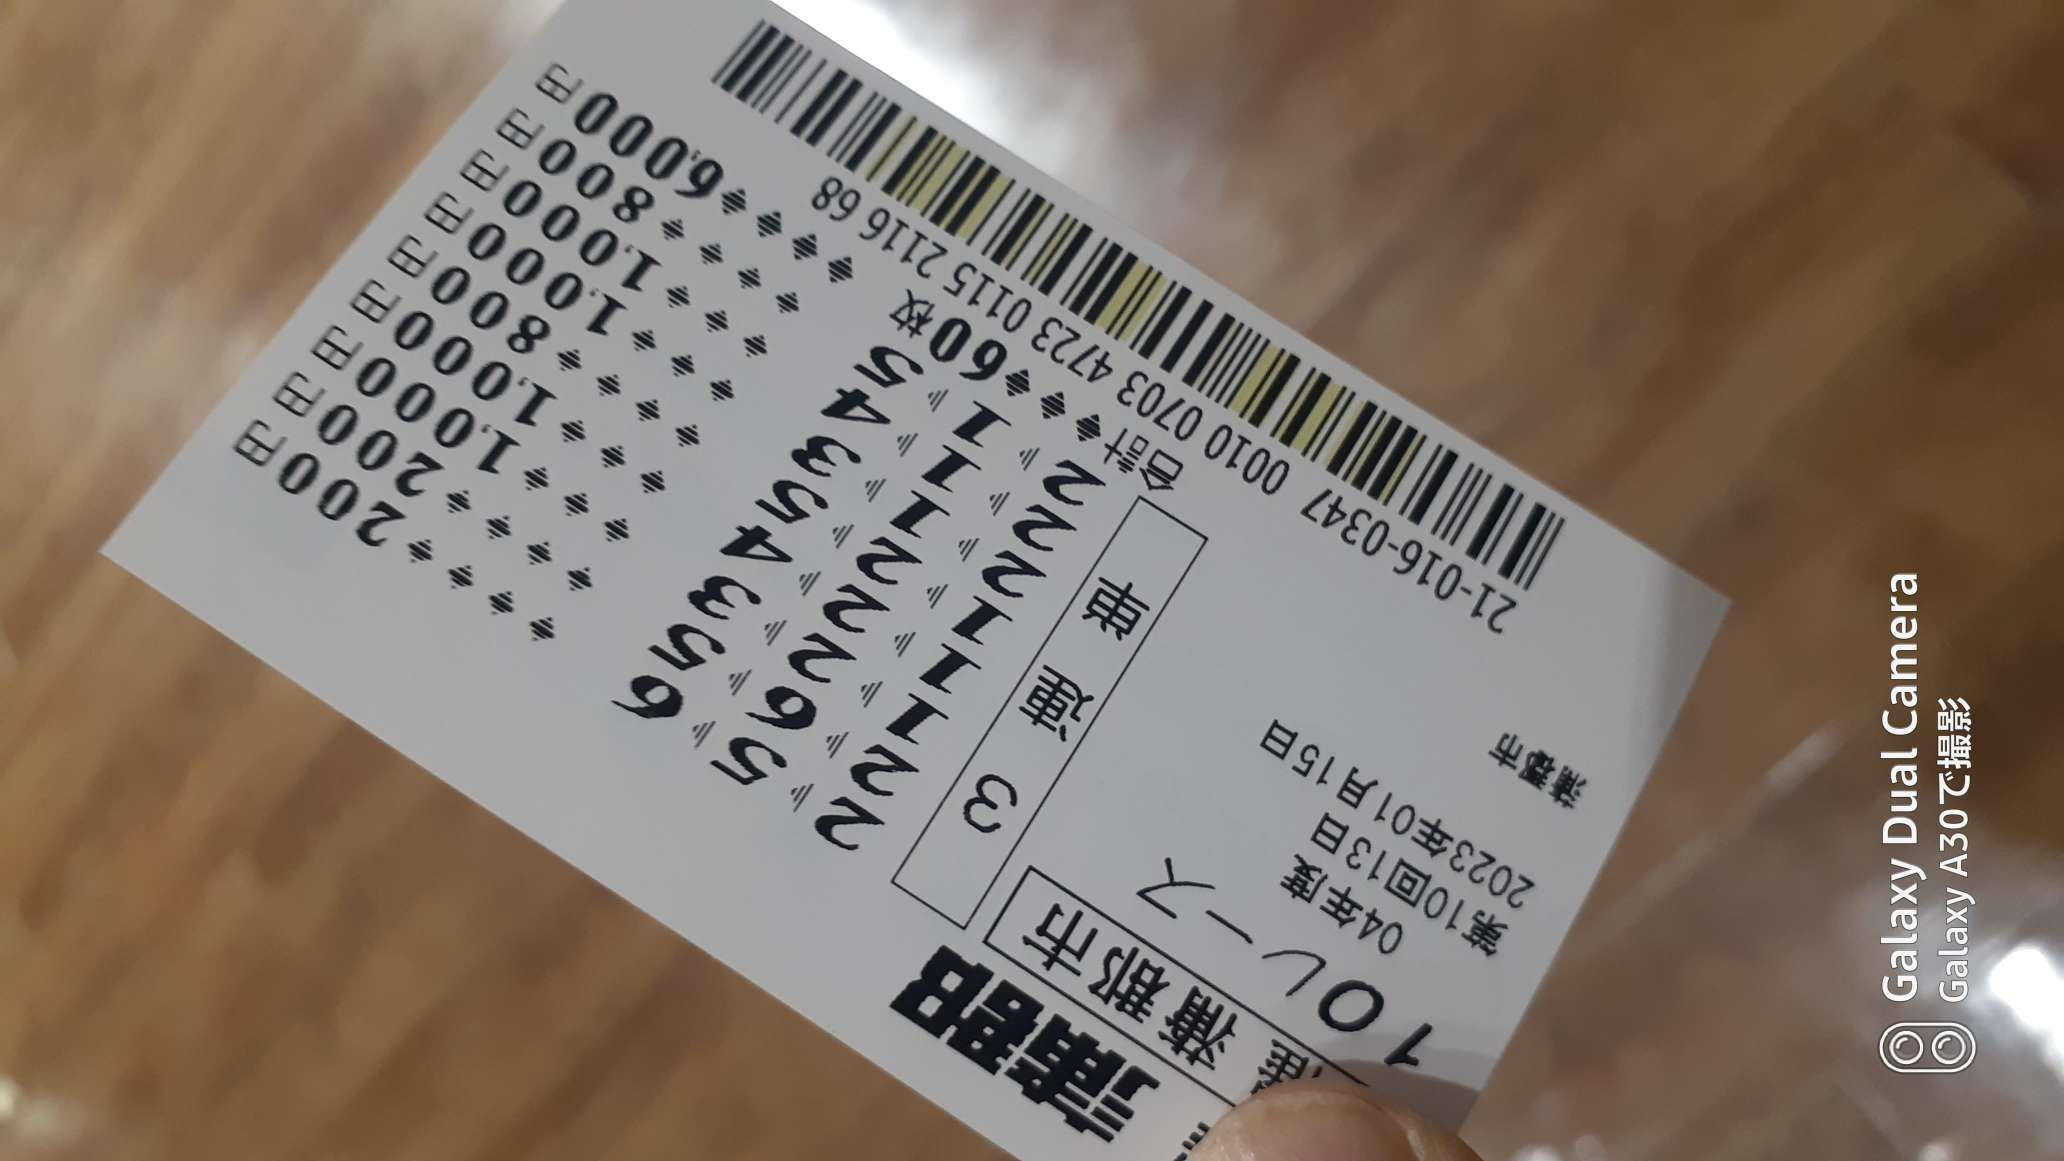 蒲郡
催 蒲郡市
10レース
04年度
第10回13日
2023年01月15日
蒲郡市
3連単
2-5-6 ****200円
2-6-5 ****200円
1-2-3 ***1,000円
1-2-4 ***1,000円
1-2-5 ****800円
2-1-3 ***1,000円
2-1-4 ***1,000円
2-1-5 ****800円
合計 ***60枚 ****6,000円
21-016-0347 0010 0703 4723 0115 2116 68
Galaxy Dual Camera
Galaxy A30で撮影